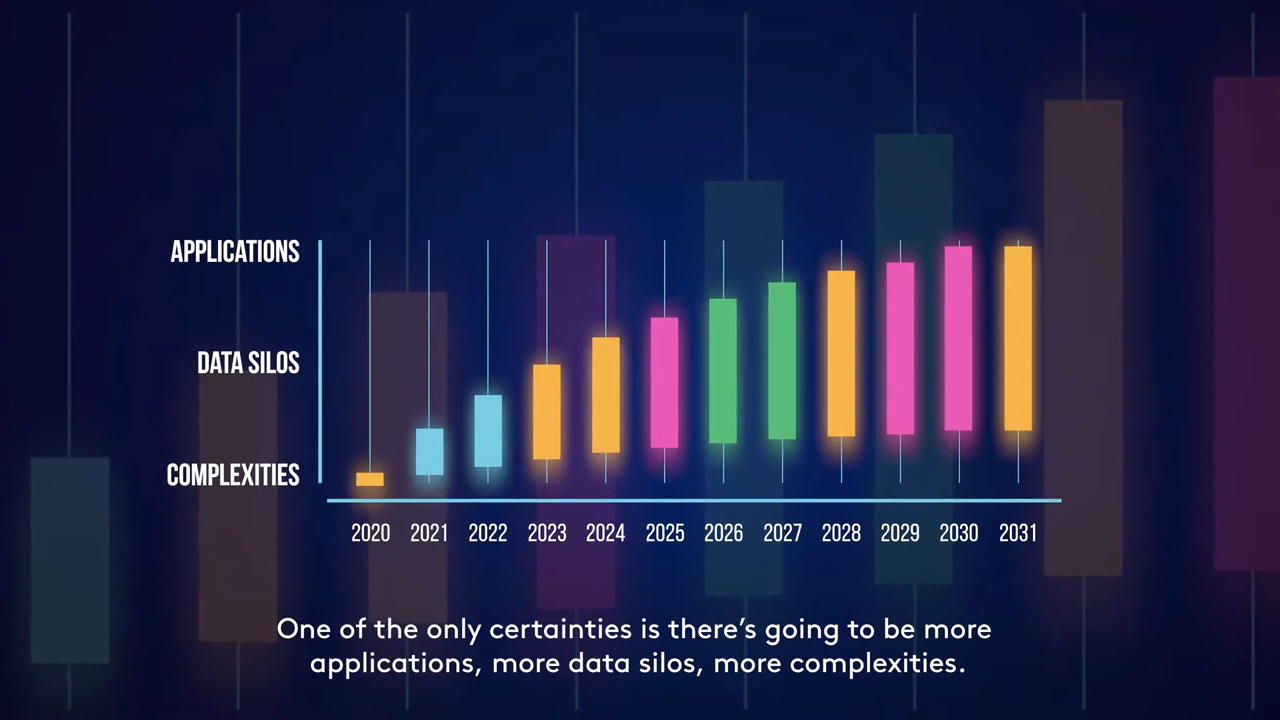 APPLICATIONS
DATA SILOS
COMPLEXITIES
2020 2021 2022 2023 2024 2025 2026 2027 2028 2029 2030 2031
One of the only certainties is there’s going to be more
applications, more data silos, more complexities.